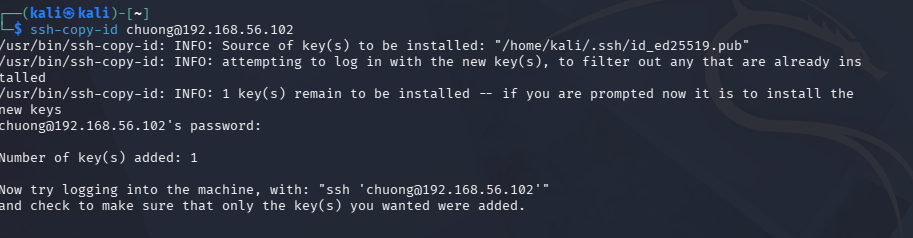 ┌──(kali㉿kali)-[~]
└─$ ssh-copy-id chuong@192.168.56.102
/usr/bin/ssh-copy-id: INFO: Source of key(s) to be installed: "/home/kali/.ssh/id_ed25519.pub"
/usr/bin/ssh-copy-id: INFO: attempting to log in with the new key(s), to filter out any that are already ins
talled
/usr/bin/ssh-copy-id: INFO: 1 key(s) remain to be installed -- if you are prompted now it is to install the
new keys
chuong@192.168.56.102's password:
Number of key(s) added: 1
Now try logging into the machine, with: "ssh 'chuong@192.168.56.102'"
and check to make sure that only the key(s) you wanted were added.